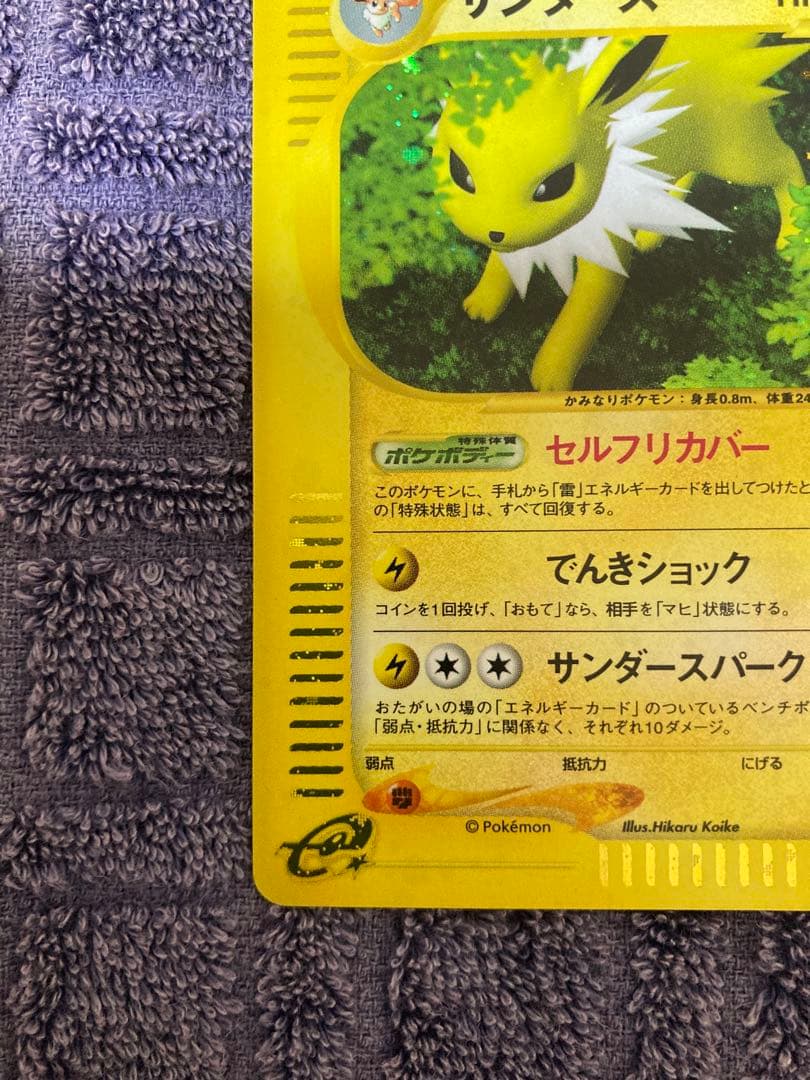 サンダース
かみなりポケモン：身長0.8m、体重24
特殊体質
ポケボディー
セルフリカバー
このポケモンに、手札から「雷」エネルギーカードを出してつけたと
の「特殊状態」は、すべて回復する。
でんきショック
コインを1回投げ、「おもて」なら、相手を「マヒ」状態にする。
サンダースパーク
おたがいの場の「エネルギーカード」のついているベンチポ
「弱点・抵抗力」に関係なく、それぞれ10ダメージ。
弱点 抵抗力 にげる
© Pokémon Illus.Hikaru Koike
e